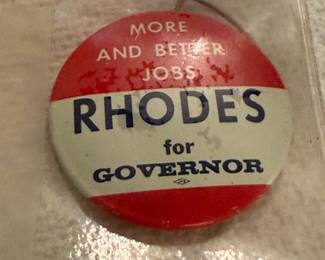 MORE
AND BETTER
JOBS
RHODES
for
GOVERNOR